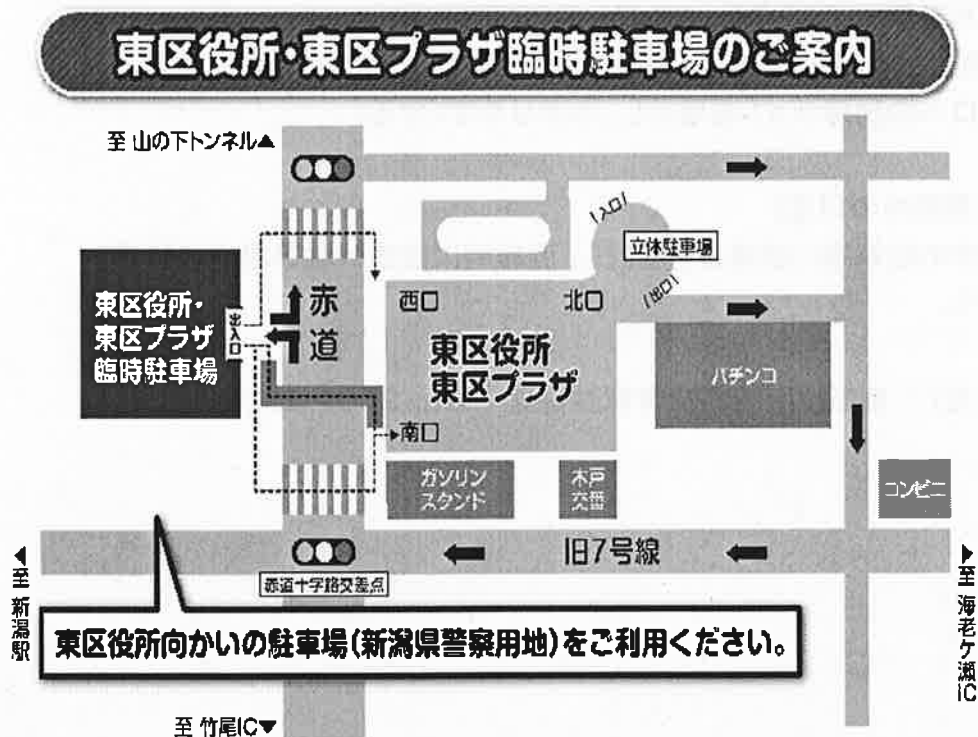 東区役所・東区プラザ臨時駐車場のご案内
至 山の下トンネル▲
入口
立体駐車場
出口
東区役所・
東区プラザ
臨時駐車場
出入口
赤道
西口
北口
東区役所
東区プラザ
パチンコ
南口
ガソリン
スタンド
木戸
交番
コンビニ
旧7号線
赤道十字路交差点
◀至 新潟駅
▶至 海老ケ瀬IC
東区役所向かいの駐車場(新潟県警察用地)をご利用ください。
至 竹尾IC▼